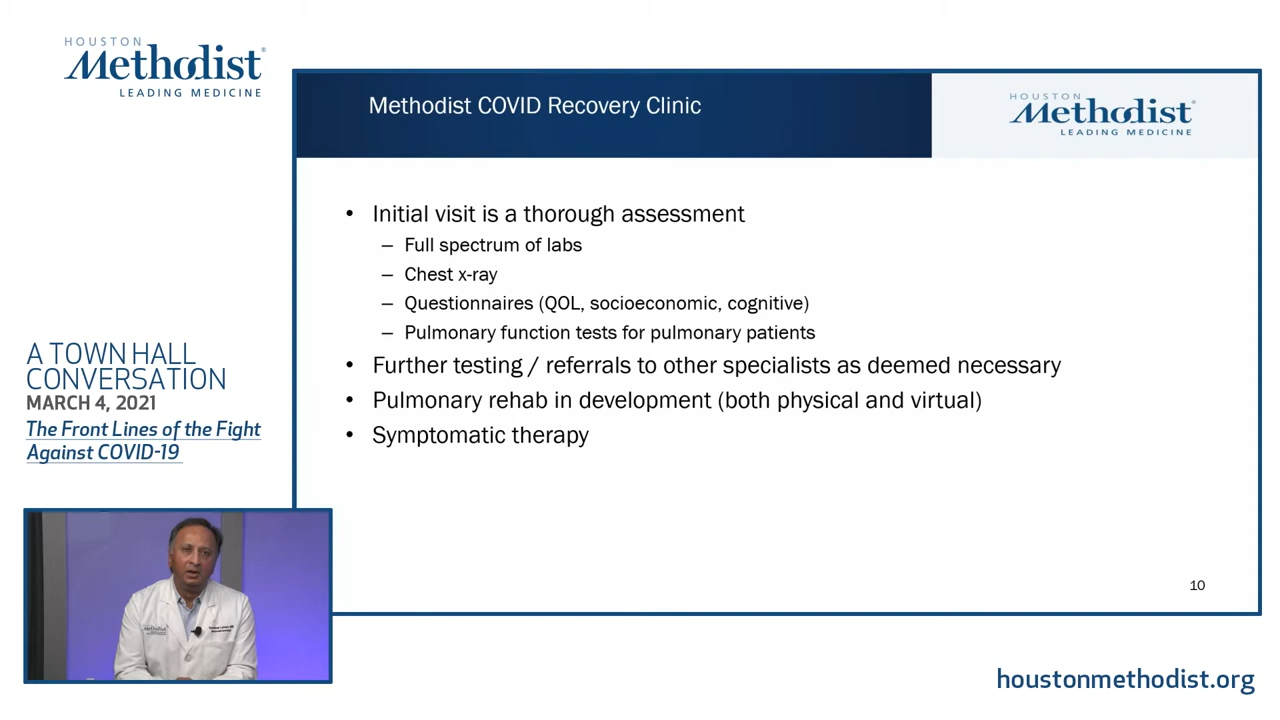 HOUSTON
Methodist®
LEADING MEDICINE
Methodist COVID Recovery Clinic
HOUSTON
Methodist®
LEADING MEDICINE
• Initial visit is a thorough assessment
– Full spectrum of labs
– Chest x-ray
– Questionnaires (QOL, socioeconomic, cognitive)
– Pulmonary function tests for pulmonary patients
• Further testing / referrals to other specialists as deemed necessary
• Pulmonary rehab in development (both physical and virtual)
• Symptomatic therapy
10
A TOWN HALL
CONVERSATION
MARCH 4, 2021
The Front Lines of the Fight
Against COVID-19
Methodist
houstonmethodist.org